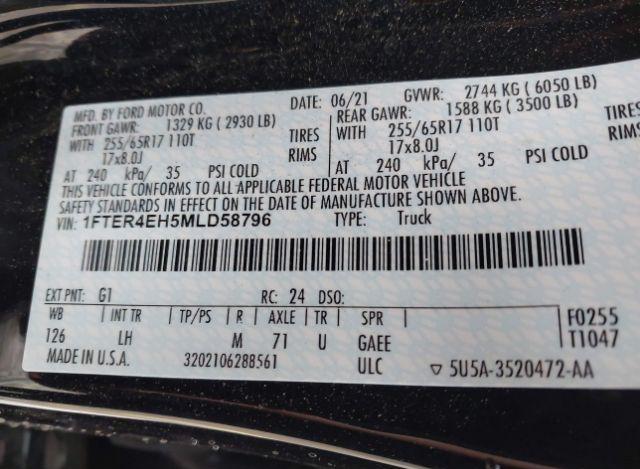 MFD. BY FORD MOTOR CO. DATE: 06/21 GVWR: 2744 KG ( 6050 LB)
FRONT GAWR: 1329 KG ( 2930 LB) REAR GAWR: 1588 KG ( 3500 LB)
WITH 255/65R17 110T TIRES WITH 255/65R17 110T
17x8.0J RIMS 17x8.0J
TIRES
RIMS
AT 240 kPa/ 35 PSI COLD AT 240 kPa/ 35 PSI COLD
THIS VEHICLE CONFORMS TO ALL APPLICABLE FEDERAL MOTOR VEHICLE
SAFETY STANDARDS IN EFFECT ON THE DATE OF MANUFACTURE SHOWN ABOVE.
VIN: 1FTER4EH5MLD58796 TYPE: Truck
EXT PNT: G1 RC: 24 DSO:
WB INT TR TP/PS R AXLE TR SPR F0255
126 LH M 71 U GAEE T1047
MADE IN U.S.A. 3202106288561 ULC ▽ 5U5A-3520472-AA